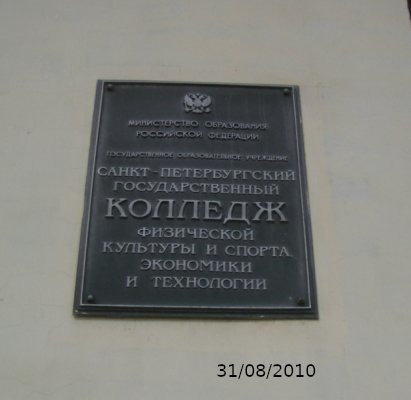 МИНИСТЕРСТВО ОБРАЗОВАНИЯ
РОССИЙСКОЙ ФЕДЕРАЦИИ
ГОСУДАРСТВЕННОЕ ОБРАЗОВАТЕЛЬНОЕ УЧРЕЖДЕНИЕ
САНКТ-ПЕТЕРБУРГСКИЙ
ГОСУДАРСТВЕННЫЙ
КОЛЛЕДЖ
ФИЗИЧЕСКОЙ
КУЛЬТУРЫ И СПОРТА
ЭКОНОМИКИ
И ТЕХНОЛОГИИ
31/08/2010